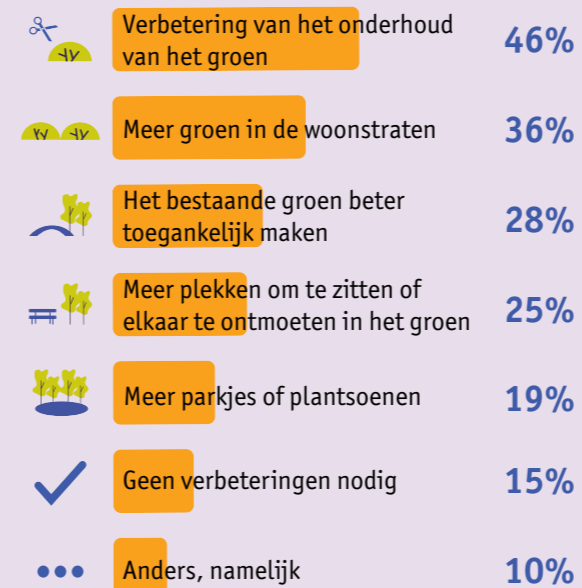 Verbetering van het onderhoud
van het groen
46%
Meer groen in de woonstraten
36%
Het bestaande groen beter
toegankelijk maken
28%
Meer plekken om te zitten of
elkaar te ontmoeten in het groen
25%
Meer parkjes of plantsoenen
19%
Geen verbeteringen nodig
15%
Anders, namelijk
10%